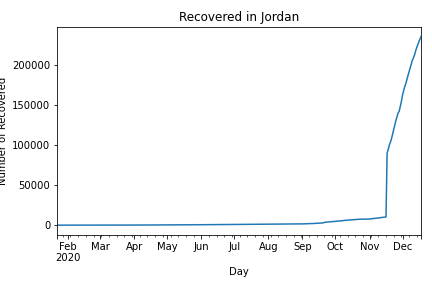 Recovered in Jordan
Number of Recovered
200000
150000
100000
50000
0
Feb Mar Apr May Jun Jul Aug Sep Oct Nov Dec
2020
Day